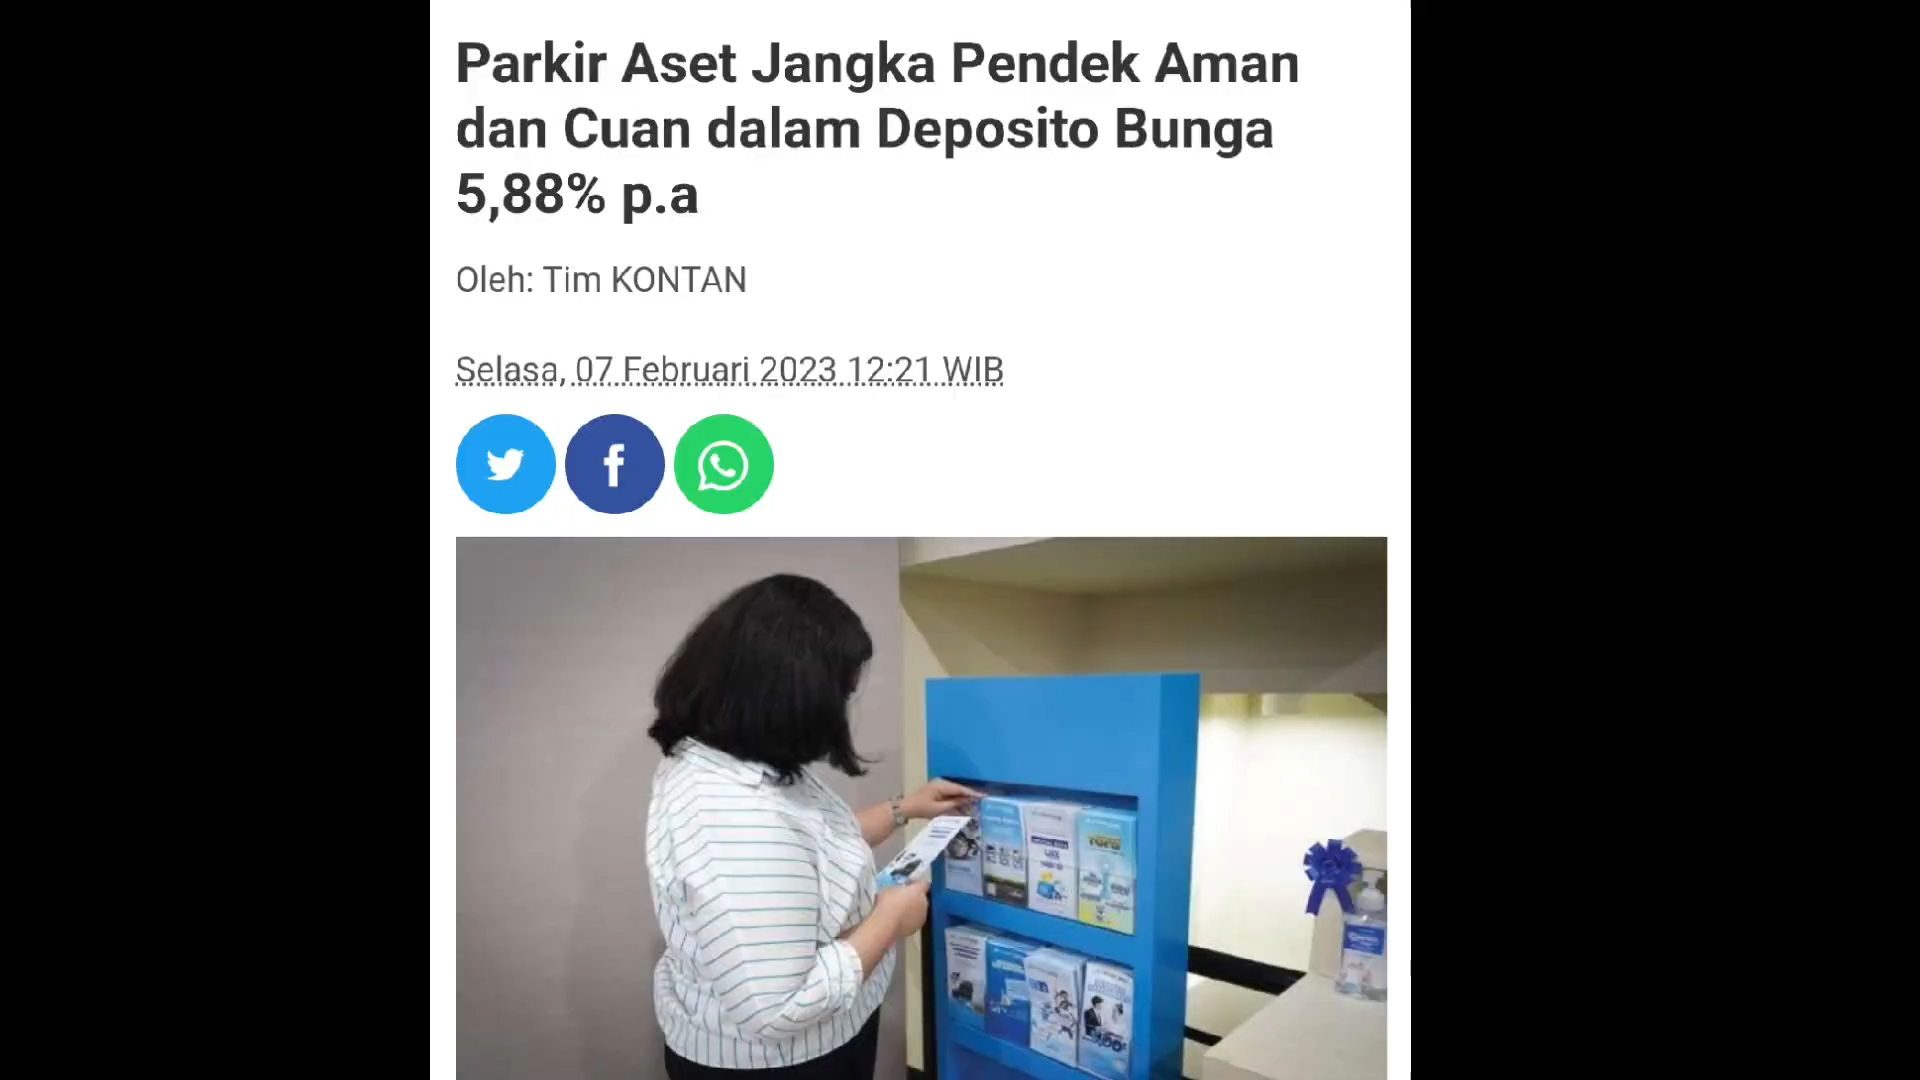 Parkir Aset Jangka Pendek Aman
dan Cuan dalam Deposito Bunga
5,88% p.a
Oleh: Tim KONTAN
Selasa, 07 Februari 2023 12:21 WIB